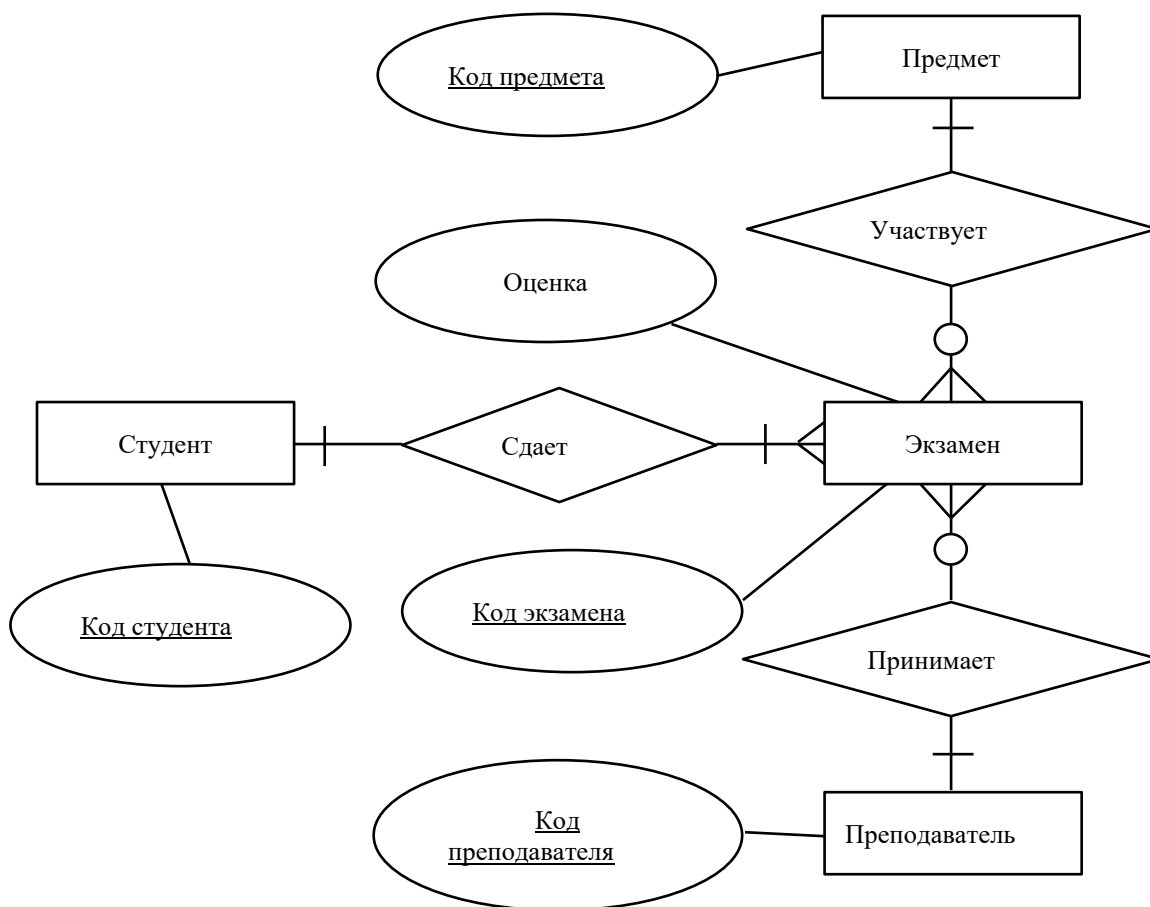 Код предмета
Предмет
Участвует
Оценка
Студент
Сдает
Экзамен
Код студента
Код экзамена
Принимает
Код
преподавателя
Преподаватель